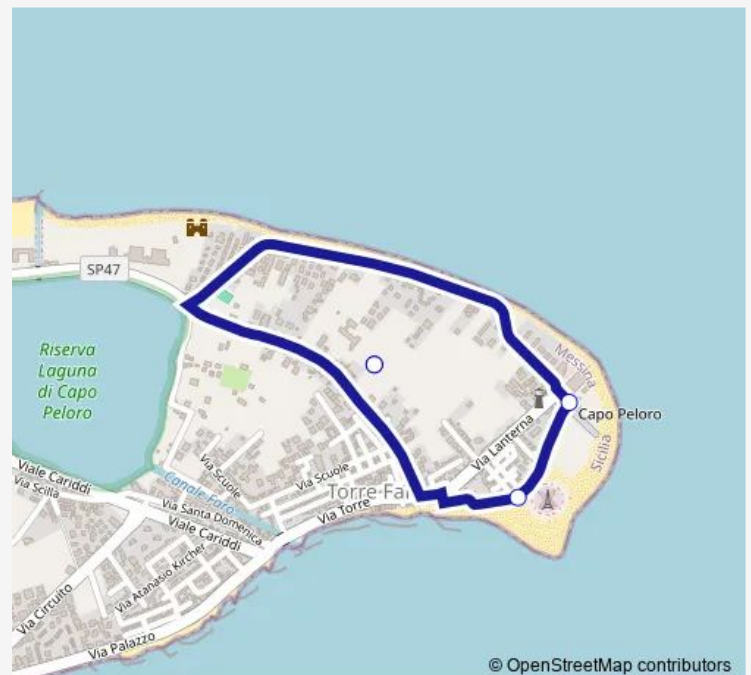 SP47
Riserva
Laguna
di Capo
Peloro
Messina
Capo Peloro
Sicilia
Via Lanterna
Via Scuole
Via Scuole
Torre Fa
Via Torre
Canale Faro
Via Santa Domenica
Viale Cariddi
Viale Cariddi
Via Scilla
Via Atanasio Kircher
Via Circuito
Via Palazzo
© OpenStreetMap contributors